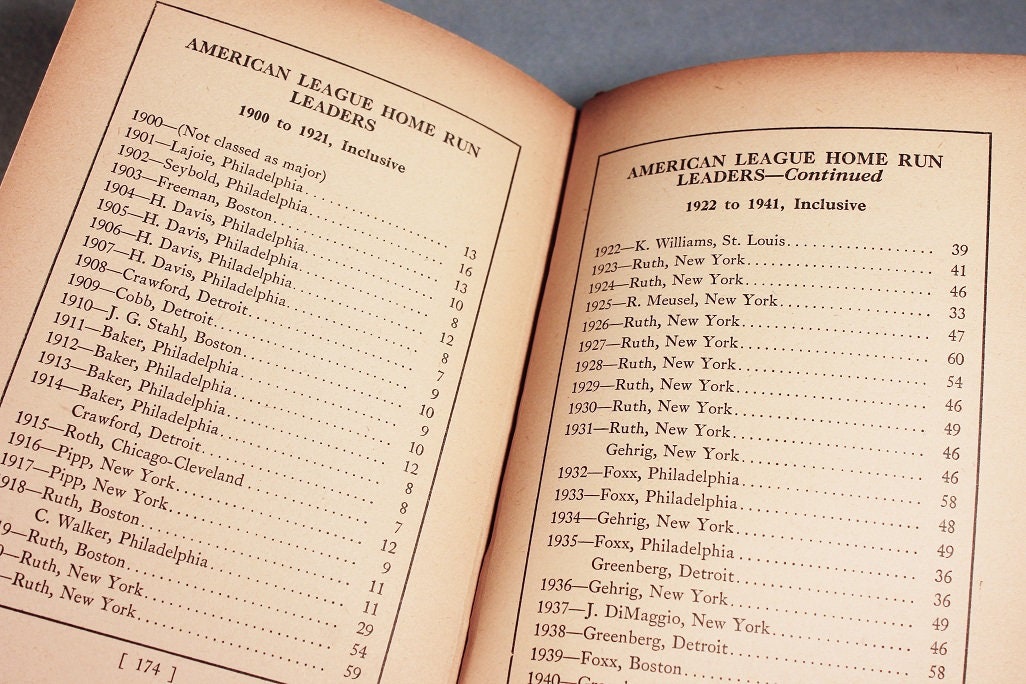 AMERICAN LEAGUE HOME RUN
LEADERS
1900 to 1921, Inclusive
1900—(Not classed as major)
1901—Lajoie, Philadelphia 13
1902—Seybold, Philadelphia 16
1903—Freeman, Boston 13
1904—H. Davis, Philadelphia 10
1905—H. Davis, Philadelphia 8
1906—H. Davis, Philadelphia 12
1907—H. Davis, Philadelphia 8
1908—Crawford, Detroit 7
1909—Cobb, Detroit 9
1910—J. G. Stahl, Boston 10
1911—Baker, Philadelphia 9
1912—Baker, Philadelphia 10
1913—Baker, Philadelphia 12
1914—Baker, Philadelphia 8
Crawford, Detroit 8
1915—Roth, Chicago-Cleveland 7
1916—Pipp, New York 12
1917—Pipp, New York 9
918—Ruth, Boston 11
C. Walker, Philadelphia 11
19—Ruth, Boston 29
—Ruth, New York 54
—Ruth, New York 59
[ 174 ]
AMERICAN LEAGUE HOME RUN
LEADERS—Continued
1922 to 1941, Inclusive
1922—K. Williams, St. Louis 39
1923—Ruth, New York 41
1924—Ruth, New York 46
1925—R. Meusel, New York 33
1926—Ruth, New York 47
1927—Ruth, New York 60
1928—Ruth, New York 54
1929—Ruth, New York 46
1930—Ruth, New York 49
1931—Ruth, New York 46
Gehrig, New York 46
1932—Foxx, Philadelphia 58
1933—Foxx, Philadelphia 48
1934—Gehrig, New York 49
1935—Foxx, Philadelphia 36
Greenberg, Detroit 36
1936—Gehrig, New York 49
1937—J. DiMaggio, New York 46
1938—Greenberg, Detroit 58
1939—Foxx, Boston
1940—